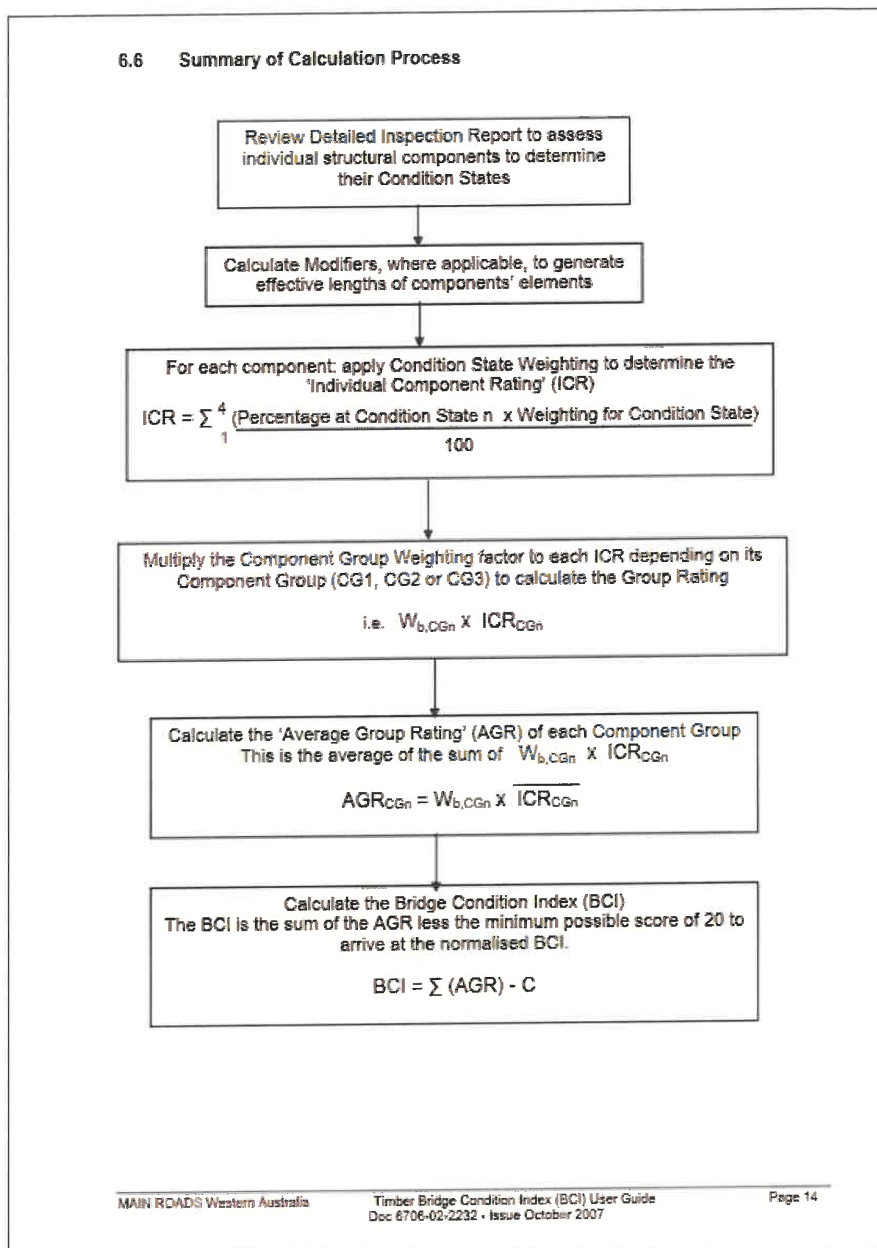 6.6 Summary of Calculation Process
Review Detailed Inspection Report to assess
individual structural components to determine
their Condition States
Calculate Modifiers, where applicable, to generate
effective lengths of components' elements
For each component: apply Condition State Weighting to determine the
'Individual Component Rating' (ICR)
ICR = ∑ 4 (Percentage at Condition State n x Weighting for Condition State)
1
100
Multiply the Component Group Weighting factor to each ICR depending on its
Component Group (CG1, CG2 or CG3) to calculate the Group Rating
i.e. Wb,CGn x ICRCGn
Calculate the 'Average Group Rating' (AGR) of each Component Group
This is the average of the sum of Wb,CGn x ICRCGn
AGRCGn = Wb,CGn x ICRCGn
Calculate the Bridge Condition Index (BCI)
The BCI is the sum of the AGR less the minimum possible score of 20 to
arrive at the normalised BCI.
BCI = ∑ (AGR) - C
MAIN ROADS Western Australia Timber Bridge Condition Index (BCI) User Guide Page 14
Doc 6706-02-2232 - Issue October 2007